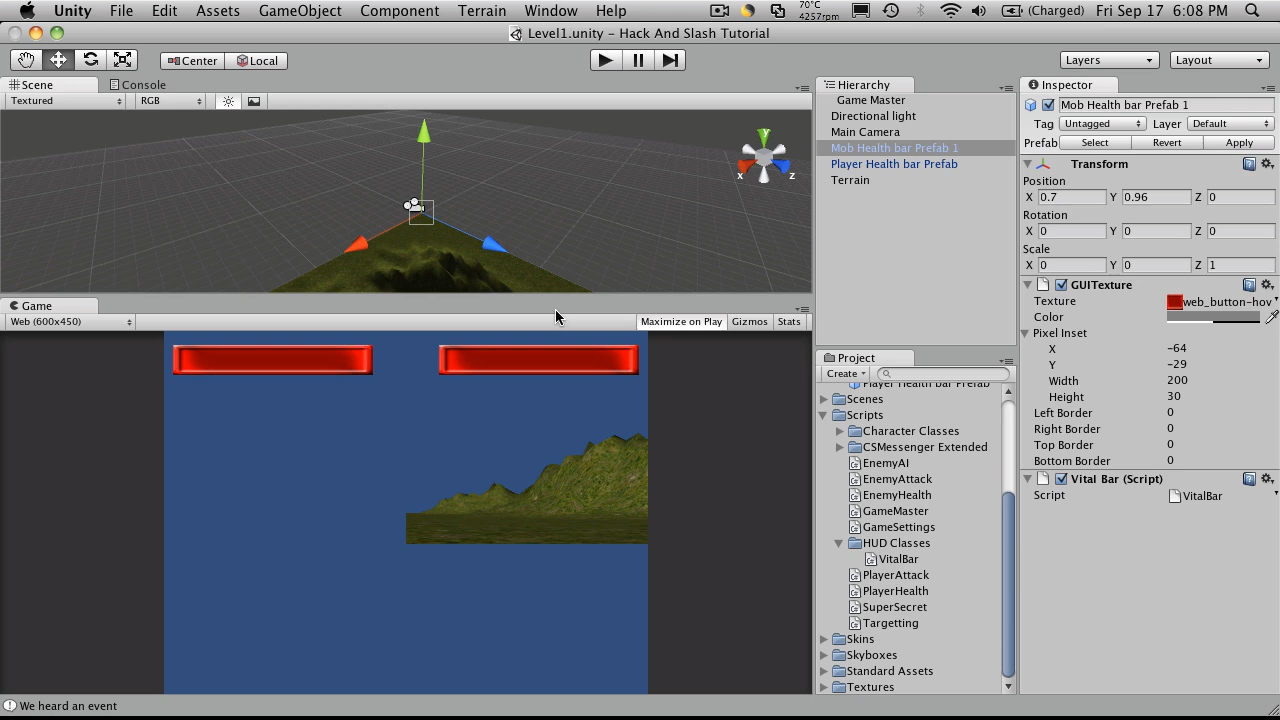 Unity File Edit Assets GameObject Component Terrain Window Help 70°C 4257rpm (Charged) Fri Sep 17 6:08 PM
Level1.unity - Hack And Slash Tutorial
Center Local Layers Layout
Scene Console
Textured RGB
y x z
Game
Web (600x450) Maximize on Play Gizmos Stats
Hierarchy
Game Master
Directional light
Main Camera
Mob Health bar Prefab 1
Player Health bar Prefab
Terrain
Project
Create
Player Health bar Prefab
Scenes
Scripts
Character Classes
CSMessenger Extended
EnemyAI
EnemyAttack
EnemyHealth
GameMaster
GameSettings
HUD Classes
VitalBar
PlayerAttack
PlayerHealth
SuperSecret
Targetting
Skins
Skyboxes
Standard Assets
Textures
Inspector
Mob Health bar Prefab 1
Tag Untagged Layer Default
Prefab Select Revert Apply
Transform
Position
X 0.7 Y 0.96 Z 0
Rotation
X 0 Y 0 Z 0
Scale
X 0 Y 0 Z 1
GUITexture
Texture web_button-hov
Color
Pixel Inset
X -64
Y -29
Width 200
Height 30
Left Border 0
Right Border 0
Top Border 0
Bottom Border 0
Vital Bar (Script)
Script VitalBar
We heard an event